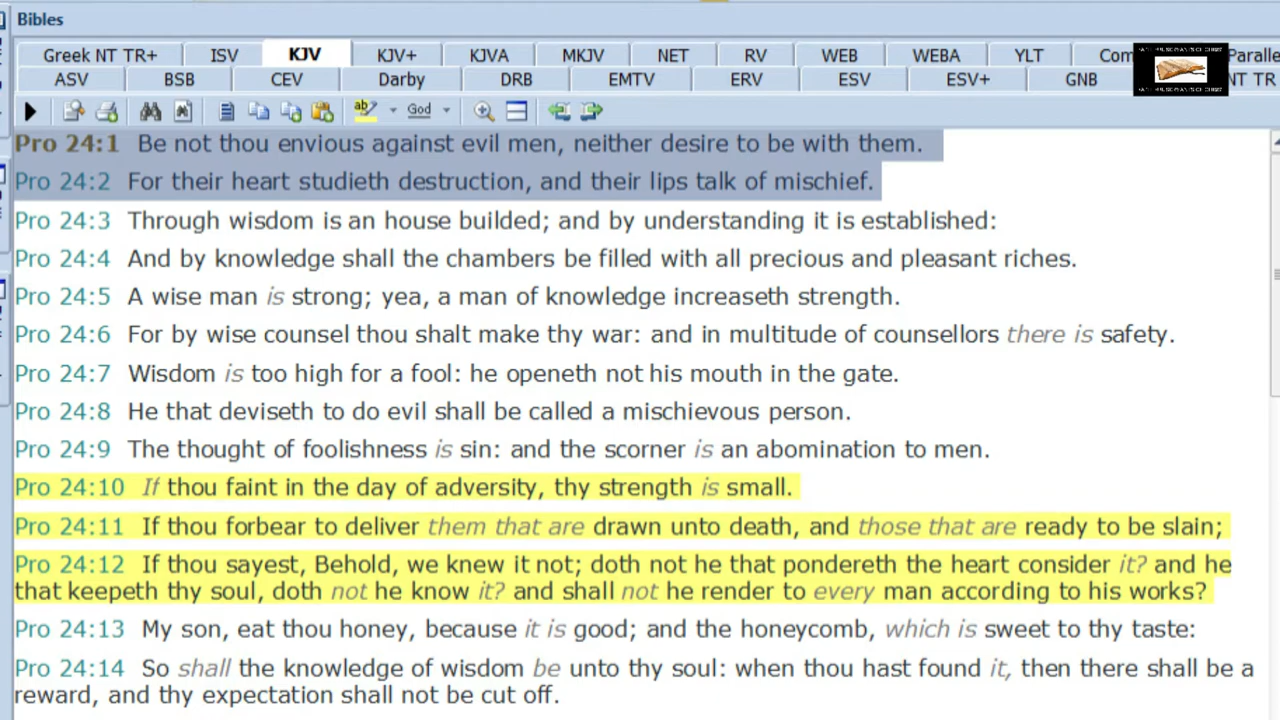 Bibles
Greek NT TR+ ISV KJV KJV+ KJVA MKJV NET RV WEB WEBA YLT Com Paralle
ASV BSB CEV Darby DRB EMTV ERV ESV ESV+ GNB NT TR
God
Pro 24:1 Be not thou envious against evil men, neither desire to be with them.
Pro 24:2 For their heart studieth destruction, and their lips talk of mischief.
Pro 24:3 Through wisdom is an house builded; and by understanding it is established:
Pro 24:4 And by knowledge shall the chambers be filled with all precious and pleasant riches.
Pro 24:5 A wise man is strong; yea, a man of knowledge increaseth strength.
Pro 24:6 For by wise counsel thou shalt make thy war: and in multitude of counsellors there is safety.
Pro 24:7 Wisdom is too high for a fool: he openeth not his mouth in the gate.
Pro 24:8 He that deviseth to do evil shall be called a mischievous person.
Pro 24:9 The thought of foolishness is sin: and the scorner is an abomination to men.
Pro 24:10 If thou faint in the day of adversity, thy strength is small.
Pro 24:11 If thou forbear to deliver them that are drawn unto death, and those that are ready to be slain;
Pro 24:12 If thou sayest, Behold, we knew it not; doth not he that pondereth the heart consider it? and he
that keepeth thy soul, doth not he know it? and shall not he render to every man according to his works?
Pro 24:13 My son, eat thou honey, because it is good; and the honeycomb, which is sweet to thy taste:
Pro 24:14 So shall the knowledge of wisdom be unto thy soul: when thou hast found it, then there shall be a
reward, and thy expectation shall not be cut off.